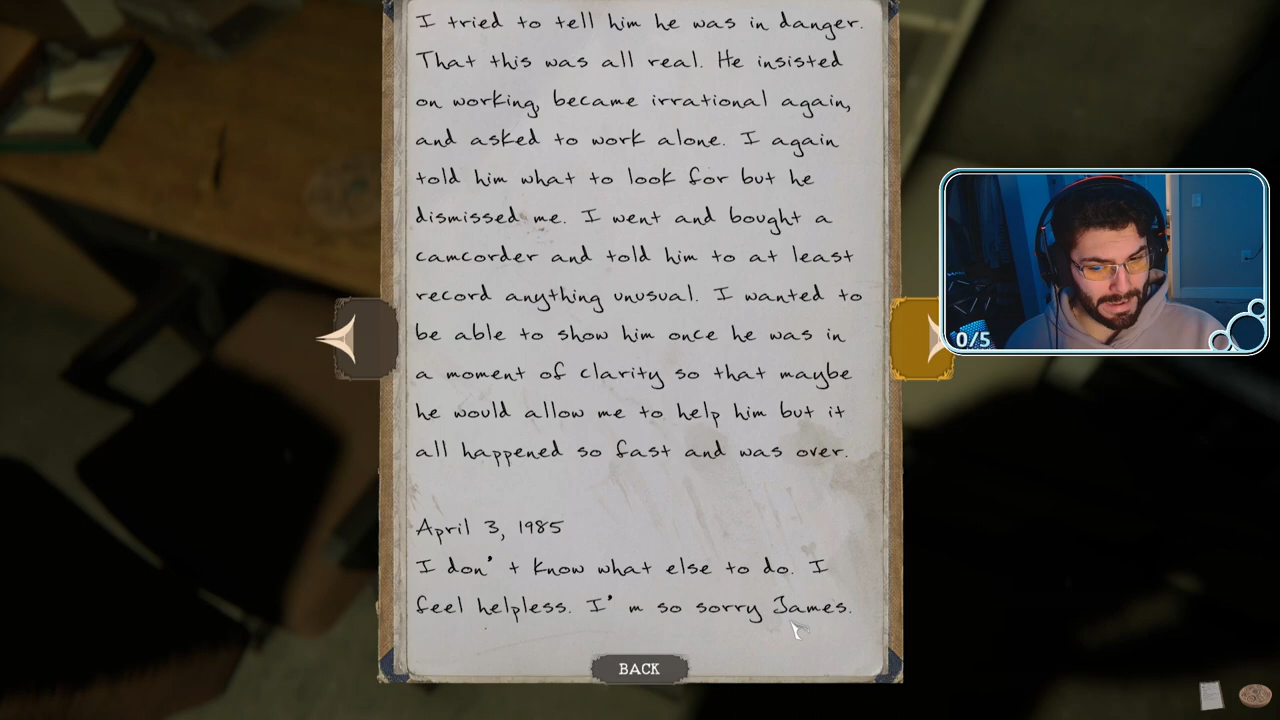 I tried to tell him he was in danger.
That this was all real. He insisted
on working, became irrational again,
and asked to work alone. I again
told him what to look for but he
dismissed me. I went and bought a
camcorder and told him to at least
record anything unusual. I wanted to
be able to show him once he was in
a moment of clarity so that maybe
he would allow me to help him but it
all happened so fast and was over.
April 3, 1985
I don' t know what else to do. I
feel helpless. I' m so sorry James.
BACK
0/5